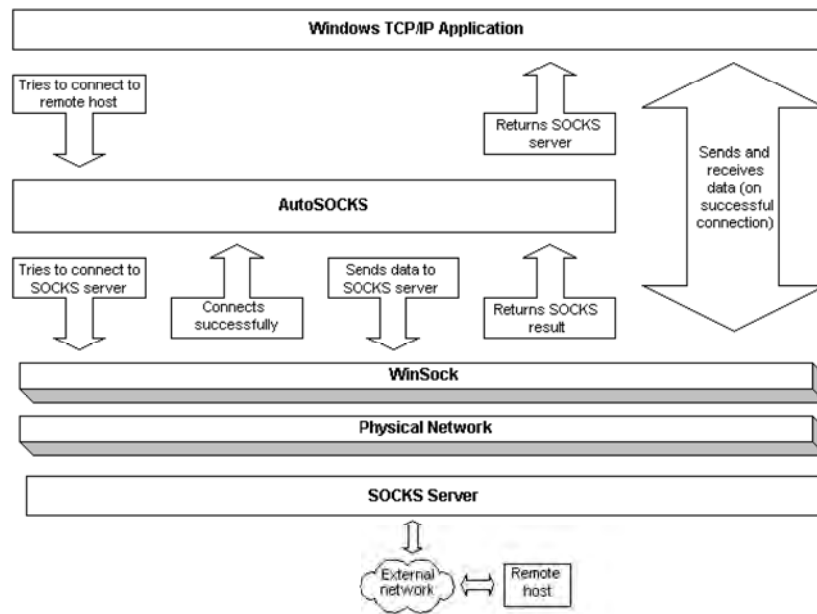 Windows TCP/IP Application
Tries to connect to
remote host
Returns SOCKS
server
Sends and
receives
data (on
successful
connection)
AutoSOCKS
Tries to connect to
SOCKS server
Connects
successfully
Sends data to
SOCKS server
Returns SOCKS
result
WinSock
Physical Network
SOCKS Server
External
network
Remote
host